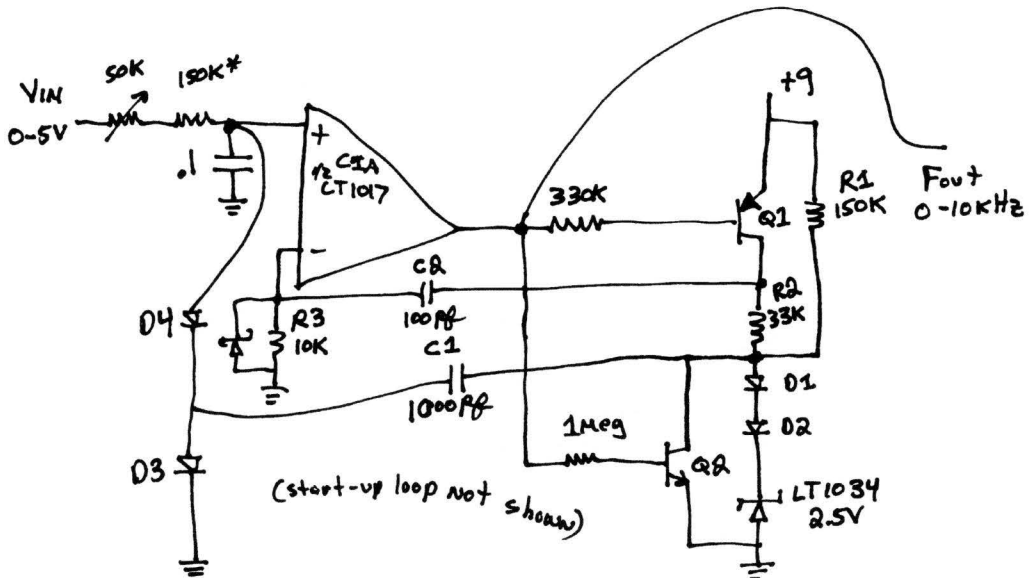 VIN
0-5V
50K
150K*
.1
+
-
1/2 C1A
LT1017
330K
+9
Q1
R1
150K
Fout
0-10KHz
C2
100pf
R2
33K
R3
10K
C1
1000pf
D4
D3
D1
D2
1Meg
Q2
LT1034
2.5V
(start-up loop not shown)